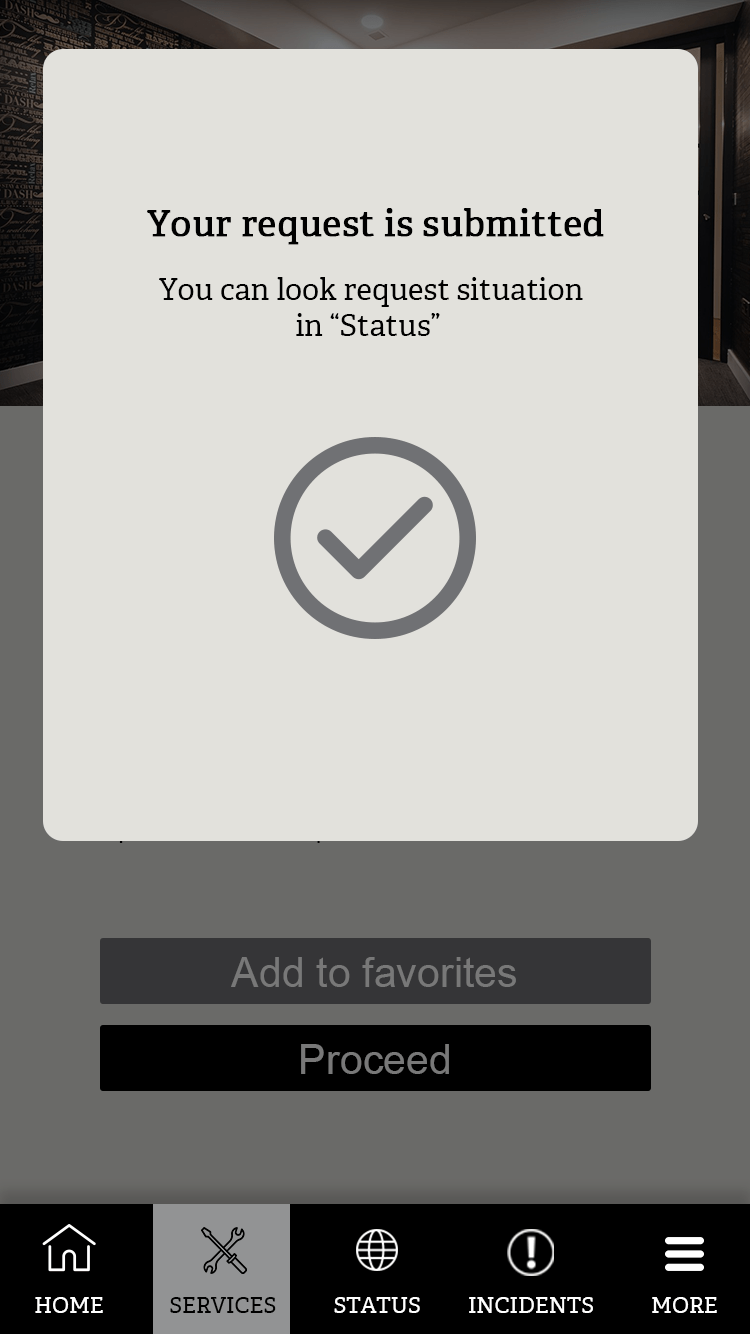 Your request is submitted
You can look request situation
in “Status”
Add to favorites
Proceed
HOME
SERVICES
STATUS
INCIDENTS
MORE